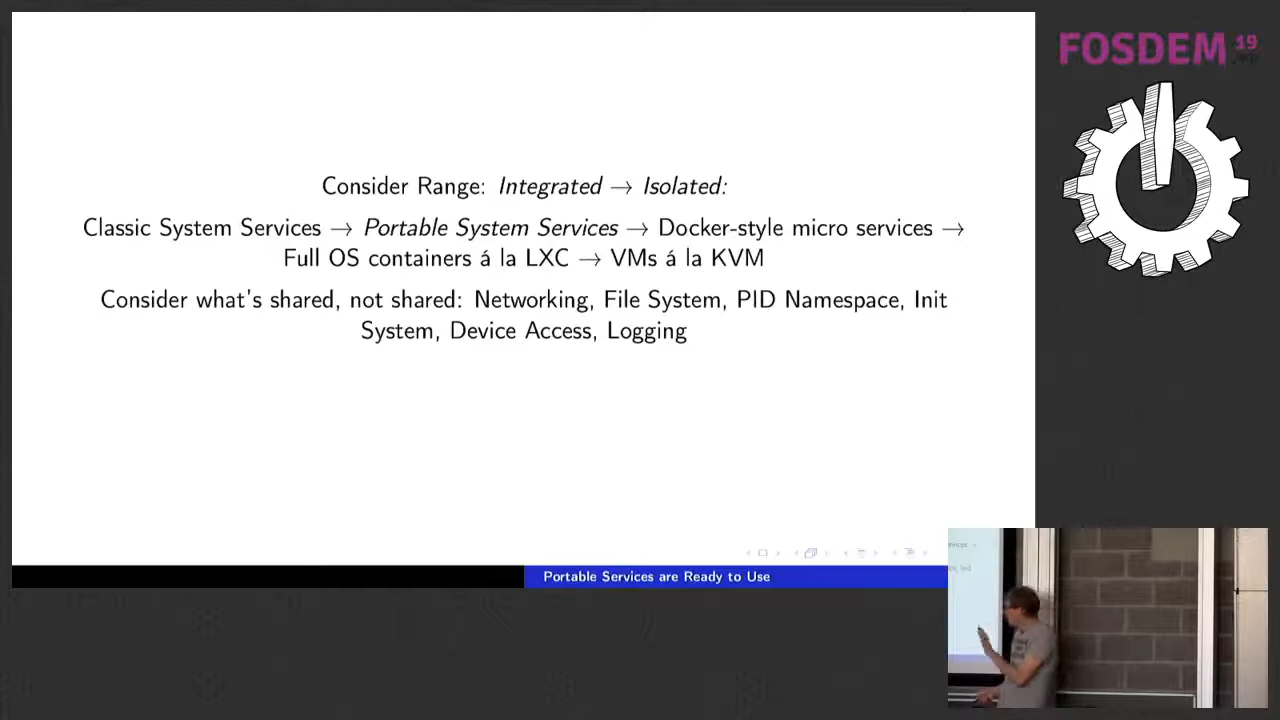 FOSDEM 19
Consider Range: Integrated → Isolated:
Classic System Services → Portable System Services → Docker-style micro services →
Full OS containers á la LXC → VMs á la KVM
Consider what's shared, not shared: Networking, File System, PID Namespace, Init
System, Device Access, Logging
Portable Services are Ready to Use